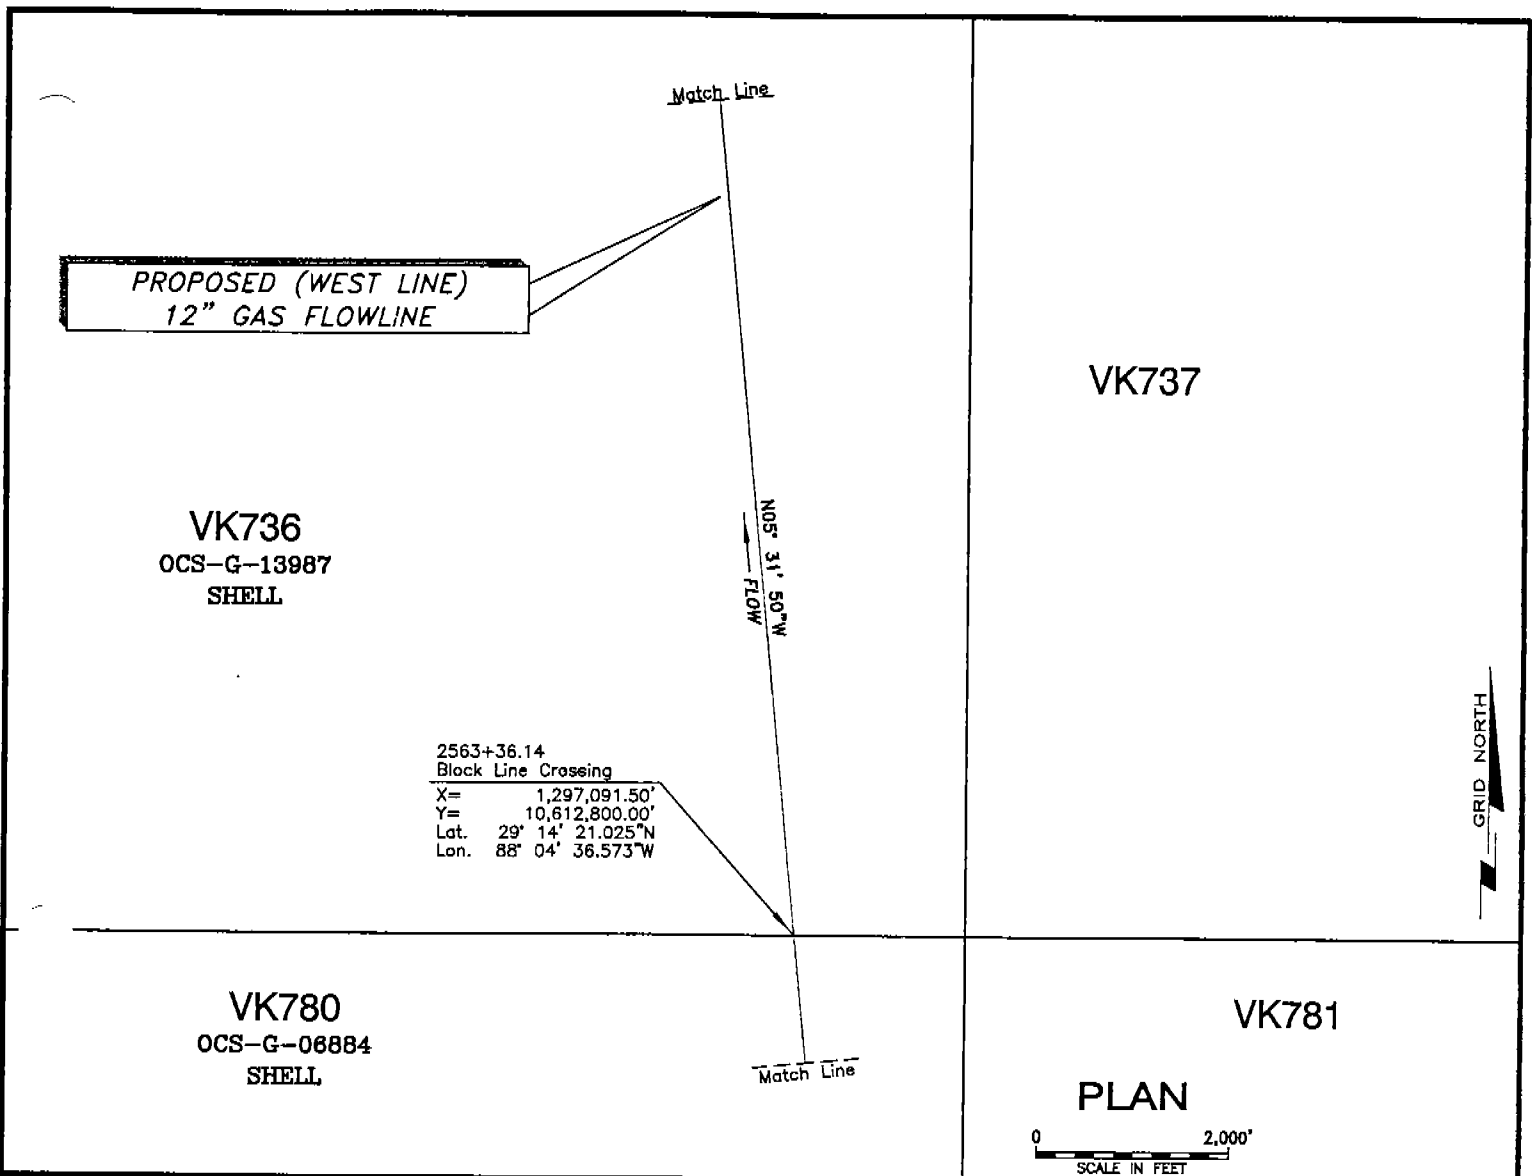 Match Line
PROPOSED (WEST LINE)
12" GAS FLOWLINE
VK737
VK736
OCS-G-13987
SHELL
N05° 31' 50"W
FLOW
GRID NORTH
2563+36.14
Block Line Crossing
X= 1,297,091.50'
Y= 10,612,800.00'
Lat. 29° 14' 21.025"N
Lon. 88° 04' 36.573"W
VK780
OCS-G-06884
SHELL
VK781
Match Line
PLAN
0 2,000'
SCALE IN FEET